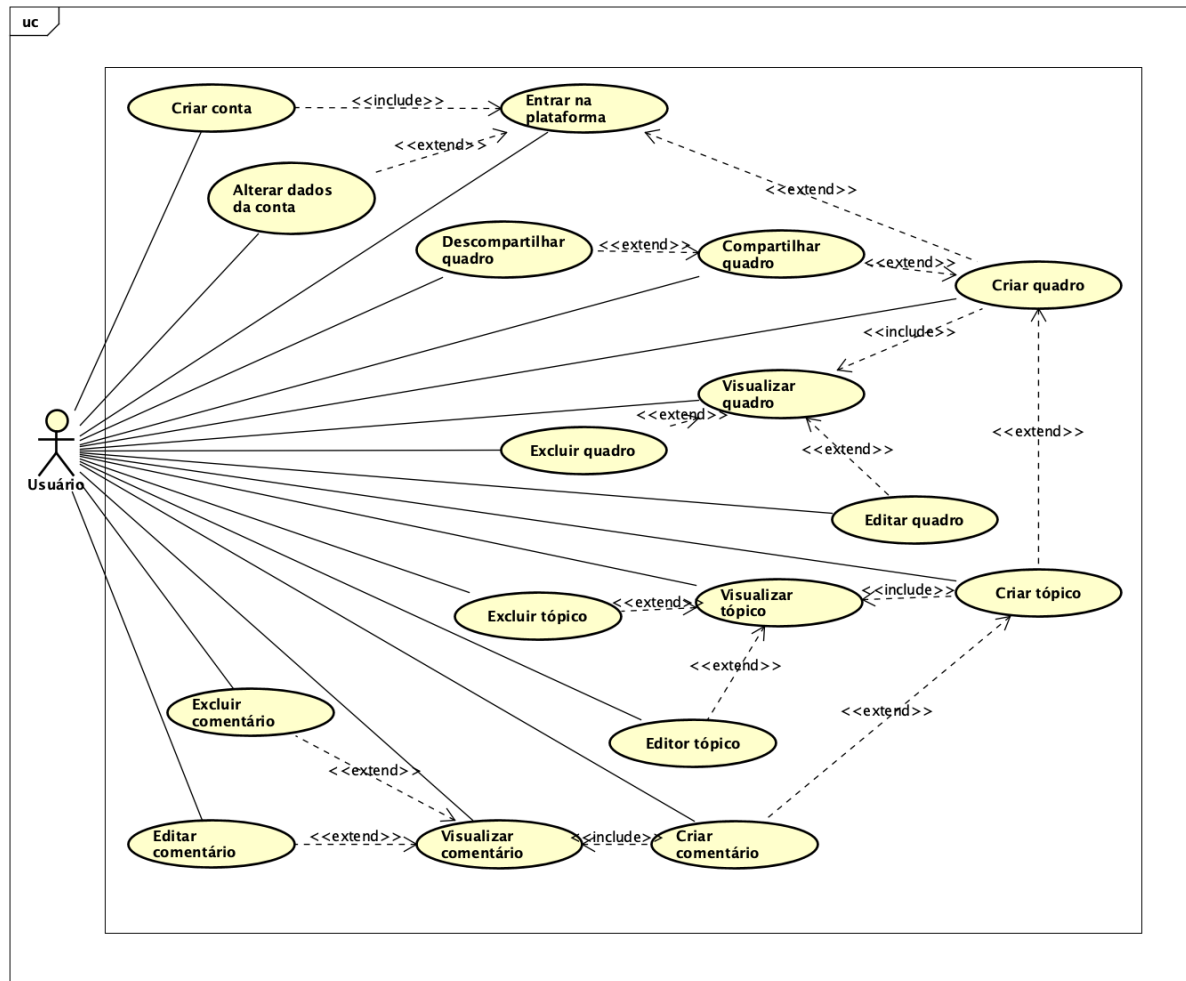 uc
Criar conta
<<include>>
Entrar na
plataforma
<<extend>>
Alterar dados
da conta
<<extend>>
Descompartilhar
quadro
<<extend>>
Compartilhar
quadro
<<extend>>
Criar quadro
<<include>>
Visualizar
quadro
<<extend>>
Excluir quadro
<<extend>>
<<extend>>
Usuário
Editar quadro
Excluir tópico
<<extend>>
Visualizar
tópico
<<include>>
Criar tópico
<<extend>>
Excluir
comentário
<<extend>>
Editor tópico
<<extend>>
Editar
comentário
<<extend>>
Visualizar
comentário
<<include>>
Criar
comentário